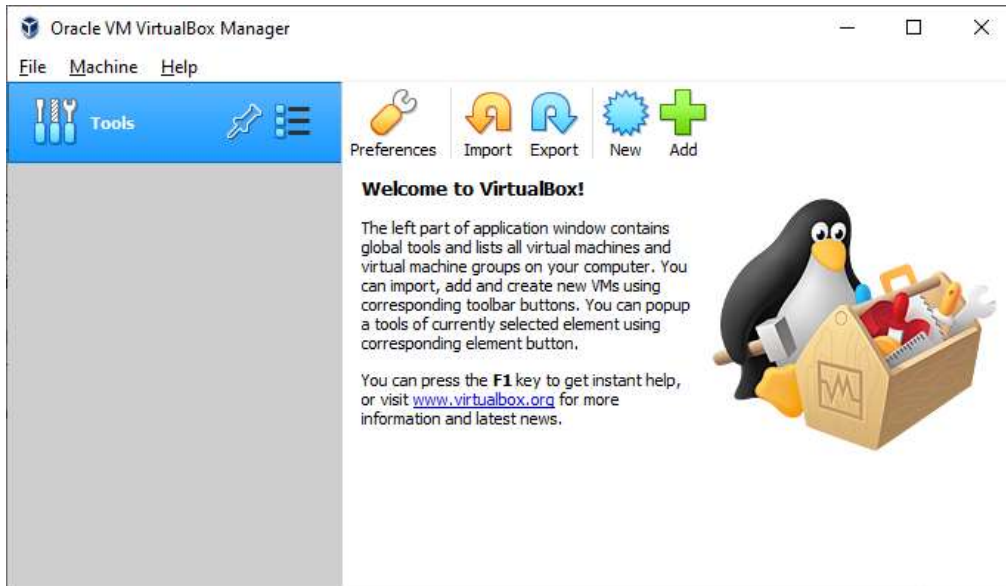 Oracle VM VirtualBox Manager
File Machine Help
Tools
Preferences Import Export New Add
Welcome to VirtualBox!
The left part of application window contains
global tools and lists all virtual machines and
virtual machine groups on your computer. You
can import, add and create new VMs using
corresponding toolbar buttons. You can popup
a tools of currently selected element using
corresponding element button.
You can press the F1 key to get instant help,
or visit www.virtualbox.org for more
information and latest news.